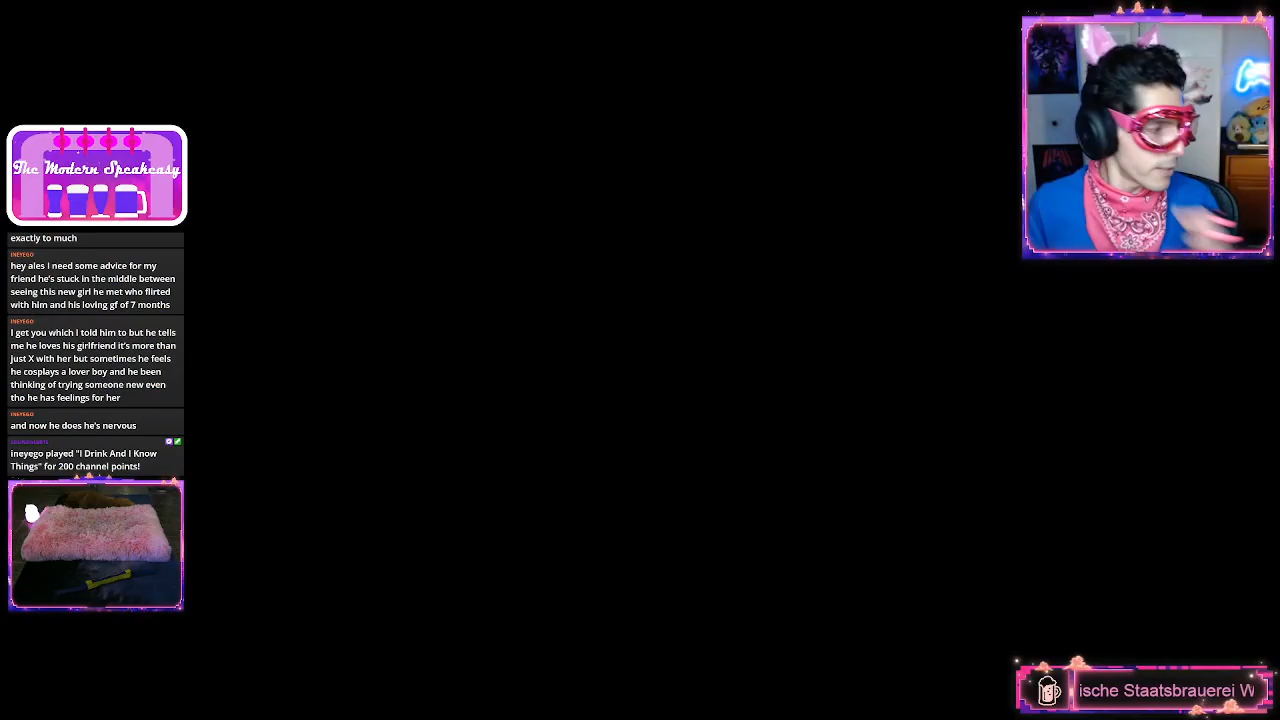 The Modern Speakeasy
exactly to much
INEYEGO
hey ales I need some advice for my
friend he's stuck in the middle between
seeing this new girl he met who flirted
with him and his loving gf of 7 months
INEYEGO
I get you which I told him to but he tells
me he loves his girlfriend it's more than
just X with her but sometimes he feels
he cosplays a lover boy and he been
thinking of trying someone new even
tho he has feelings for her
INEYEGO
and now he does he's nervous
ineyego played "I Drink And I Know
Things" for 200 channel points!
ische Staatsbrauerei W